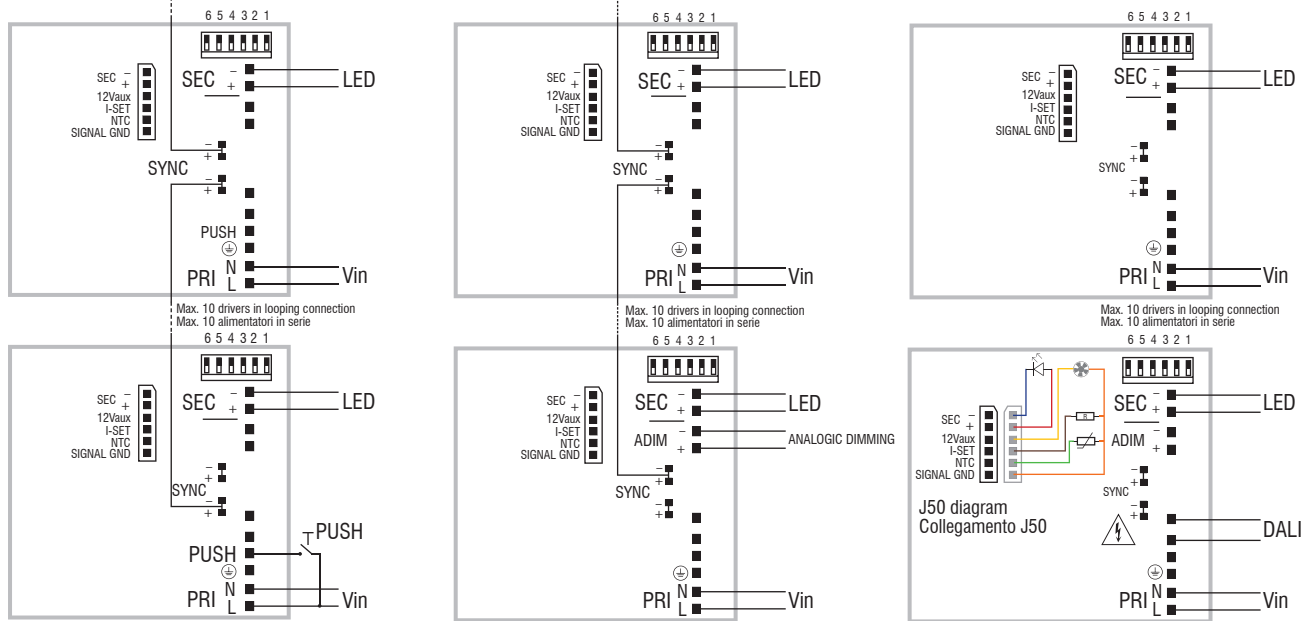 6 5 4 3 2 1
SEC - LED
+
SEC -
+
12Vaux
I-SET
NTC
SIGNAL GND
-
+
SYNC
-
+
PUSH
N
PRI Vin
L
Max. 10 drivers in looping connection
Max. 10 alimentatori in serie
6 5 4 3 2 1
SEC - LED
+
SEC -
+
12Vaux
I-SET
NTC
SIGNAL GND
-
+
SYNC
-
+
PUSH
PUSH
N
PRI Vin
L
6 5 4 3 2 1
SEC - LED
+
SEC -
+
12Vaux
I-SET
NTC
SIGNAL GND
-
+
SYNC
-
+
N
PRI Vin
L
Max. 10 drivers in looping connection
Max. 10 alimentatori in serie
6 5 4 3 2 1
SEC - LED
+
SEC -
+
12Vaux
I-SET
NTC
SIGNAL GND
-
ADIM ANALOGIC DIMMING
+
-
+
SYNC
-
+
N
PRI Vin
L
6 5 4 3 2 1
SEC - LED
+
SEC -
+
12Vaux
I-SET
NTC
SIGNAL GND
-
+
SYNC
-
+
N
PRI Vin
L
Max. 10 drivers in looping connection
Max. 10 alimentatori in serie
6 5 4 3 2 1
SEC - LED
+
SEC -
+
12Vaux
I-SET
NTC
SIGNAL GND
R
-
ADIM
+
-
+
SYNC
-
+
J50 diagram
Collegamento J50
DALI
N
PRI Vin
L